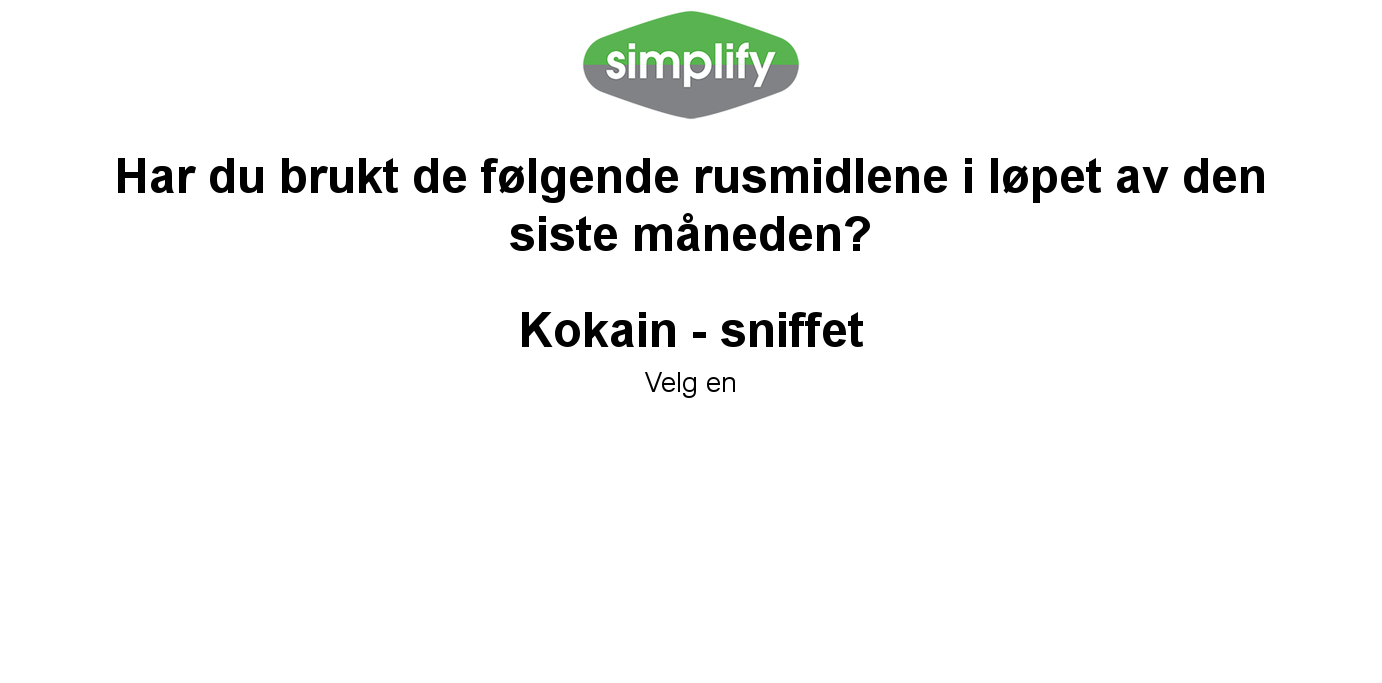 simplify
Har du brukt de følgende rusmidlene i løpet av den
siste måneden?
Kokain - sniffet
Velg en